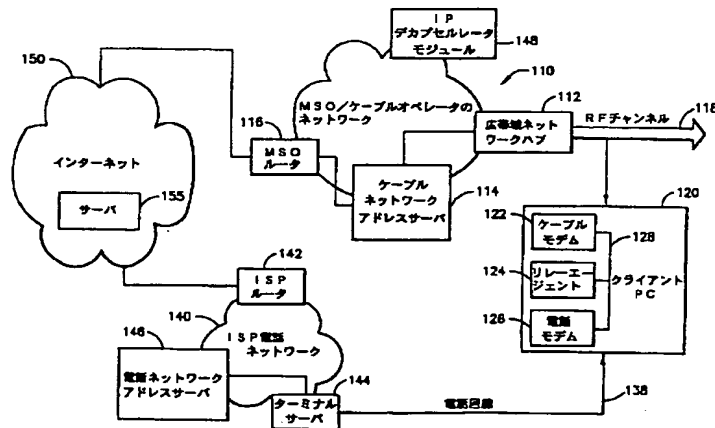 150
インターネット
サーバ
155
116
MSO
ルータ
IP
デカプセルレータ
モジュール
148
110
MSO/ケーブルオペレータの
ネットワーク
112
広帯域ネット
ワークハブ
RFチャンネル
118
ケーブル
ネットワーク
アドレスサーバ
114
120
122
ケーブル
モデム
128
124
リレーエー
ジェント
クライアント
PC
126
電話
モデム
142
ISP
ルータ
140
ISP電話
ネットワーク
146
電話ネットワーク
アドレスサーバ
144
ターミナル
サーバ
電話回線
138